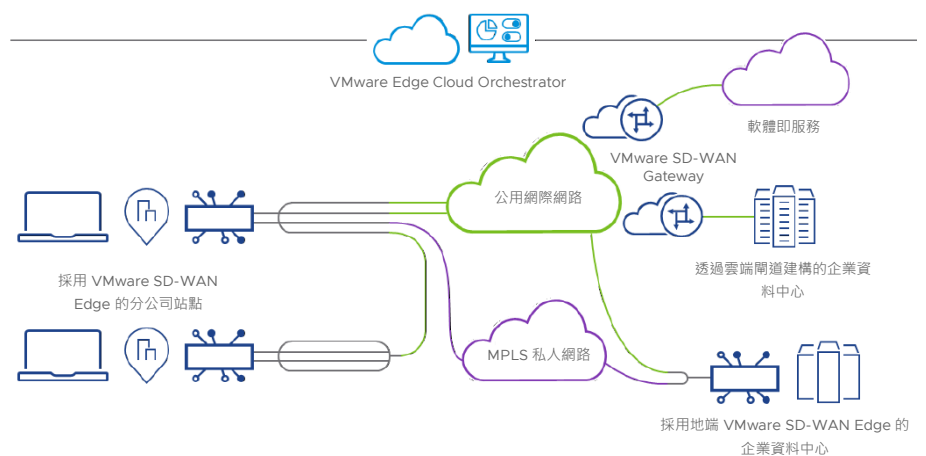 VMware Edge Cloud Orchestrator
軟體即服務
VMware SD-WAN
Gateway
公用網際網路
透過雲端閘道建構的企業資
料中心
採用 VMware SD-WAN
Edge 的分公司站點
MPLS 私人網路
採用地端 VMware SD-WAN Edge 的
企業資料中心